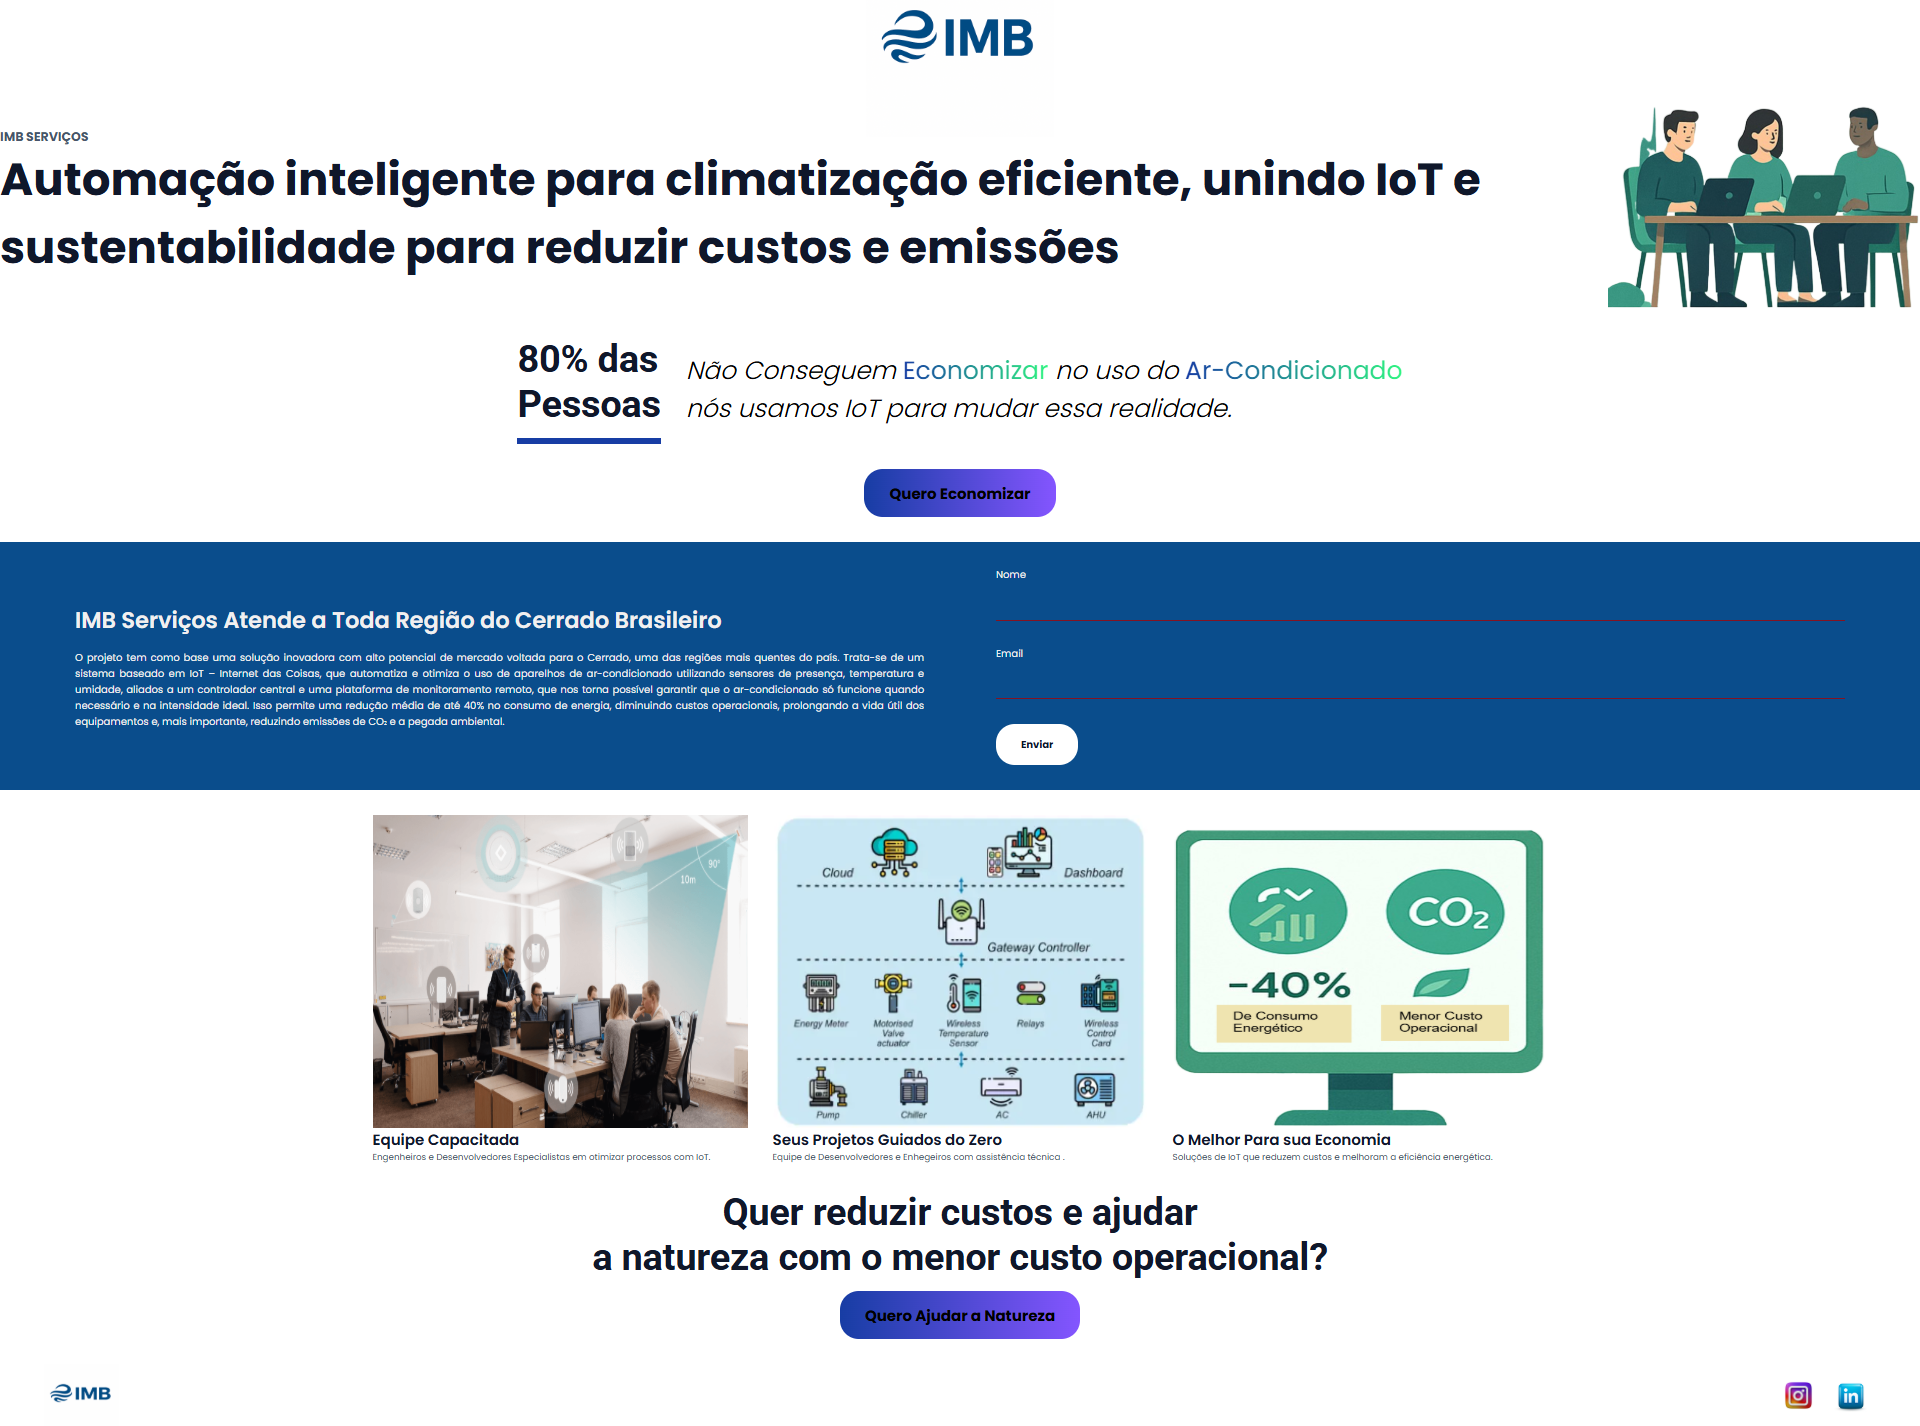 IMB
IMB SERVIÇOS
Automação inteligente para climatização eficiente, unindo IoT e
sustentabilidade para reduzir custos e emissões
80% das
Pessoas
Não Conseguem Economizar no uso do Ar-Condicionado
nós usamos IoT para mudar essa realidade.
Quero Economizar
IMB Serviços Atende a Toda Região do Cerrado Brasileiro
O projeto tem como base uma solução inovadora com alto potencial de mercado voltada para o Cerrado, uma das regiões mais quentes do país. Trata-se de um
sistema baseado em IoT – Internet das Coisas, que automatiza e otimiza o uso de aparelhos de ar-condicionado utilizando sensores de presença, temperatura e
umidade, aliados a um controlador central e uma plataforma de monitoramento remoto, que nos torna possível garantir que o ar-condicionado só funcione quando
necessário e na intensidade ideal. Isso permite uma redução média de até 40% no consumo de energia, diminuindo custos operacionais, prolongando a vida útil dos
equipamentos e, mais importante, reduzindo emissões de CO₂ e a pegada ambiental.
Nome
Email
Enviar
90°
10m
Cloud
Dashboard
Gateway Controller
Energy Meter
Motorised
Valve
actuator
Wireless
Temperature
Sensor
Relays
Wireless
Control
Card
Pump
Chiller
AC
AHU
CO₂
-40%
De Consumo
Energético
Menor Custo
Operacional
Equipe Capacitada
Engenheiros e Desenvolvedores Especialistas em otimizar processos com IoT.
Seus Projetos Guiados do Zero
Equipe de Desenvolvedores e Enhegeiros com assistência técnica .
O Melhor Para sua Economia
Soluções de IoT que reduzem custos e melhoram a eficiência energética.
Quer reduzir custos e ajudar
a natureza com o menor custo operacional?
Quero Ajudar a Natureza
IMB
in